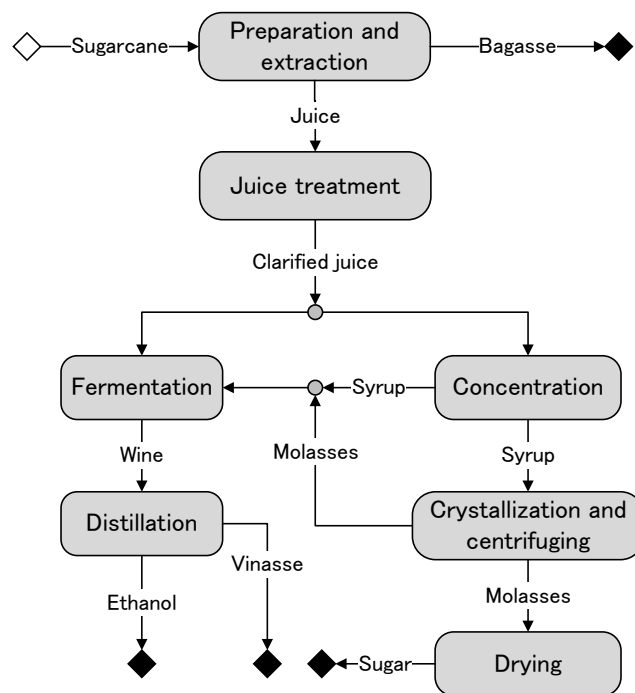 Sugarcane
Preparation and
extraction
Bagasse
Juice
Juice treatment
Clarified juice
Fermentation
Syrup
Concentration
Wine
Molasses
Syrup
Distillation
Crystallization and
centrifuging
Vinasse
Ethanol
Molasses
Sugar
Drying